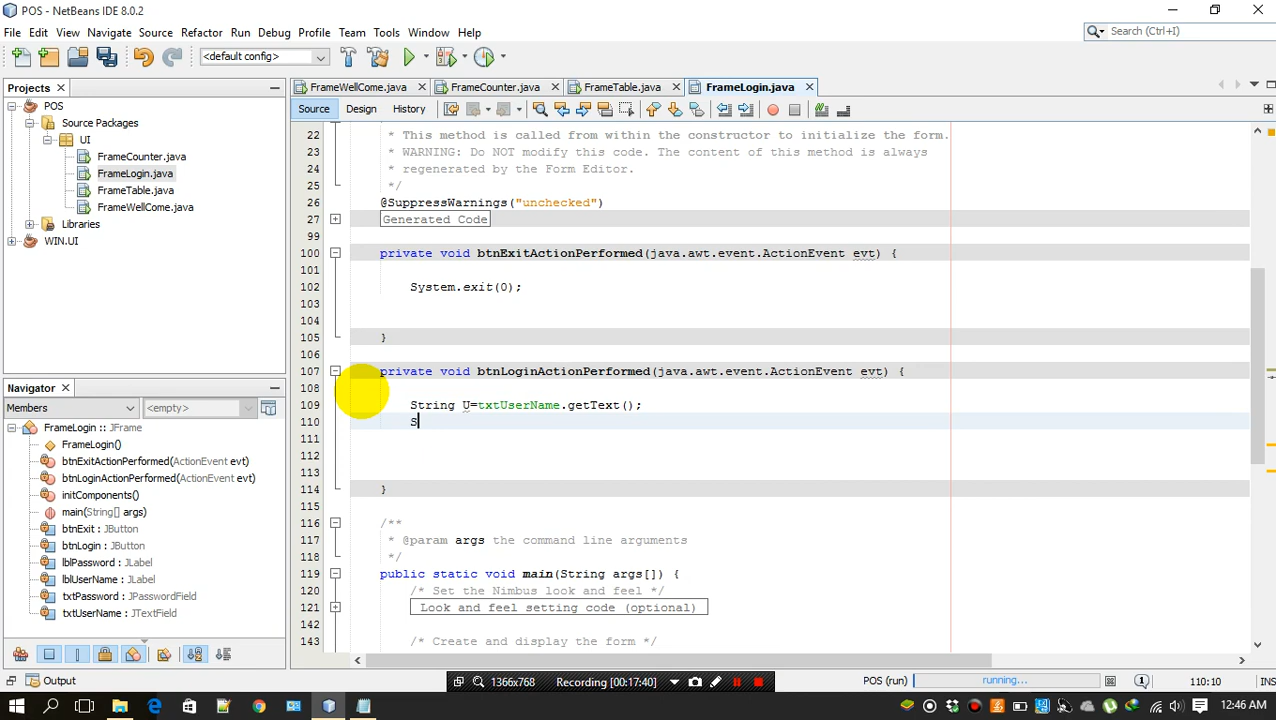 POS - NetBeans IDE 8.0.2
File Edit View Navigate Source Refactor Run Debug Profile Team Tools Window Help
Search (Ctrl+I)
<default config>
Projects
FrameWellCome.java FrameCounter.java FrameTable.java FrameLogin.java
POS
Source Design History
Source Packages
UI
FrameCounter.java
FrameLogin.java
FrameTable.java
FrameWellCome.java
Libraries
WIN.UI
22 * This method is called from within the constructor to initialize the form.
23 * WARNING: Do NOT modify this code. The content of this method is always
24 * regenerated by the Form Editor.
25 */
26 @SuppressWarnings("unchecked")
27 Generated Code
99
100 private void btnExitActionPerformed(java.awt.event.ActionEvent evt) {
101
102 System.exit(0);
103
104
105 }
106
107 private void btnLoginActionPerformed(java.awt.event.ActionEvent evt) {
108
109 String U=txtUserName.getText();
110 S
111
112
113
114 }
115
116 /**
117 * @param args the command line arguments
118 */
119 public static void main(String args[]) {
120 /* Set the Nimbus look and feel */
121 Look and feel setting code (optional)
142
143 /* Create and display the form */
Navigator
Members <empty>
FrameLogin :: JFrame
FrameLogin()
btnExitActionPerformed(ActionEvent evt)
btnLoginActionPerformed(ActionEvent evt)
initComponents()
main(String[] args)
btnExit : JButton
btnLogin : JButton
lblPassword : JLabel
lblUserName : JLabel
txtPassword : JPasswordField
txtUserName : JTextField
Output
1366x768 Recording [00:17:40]
POS (run) running... 1 110:10 INS
12:46 AM